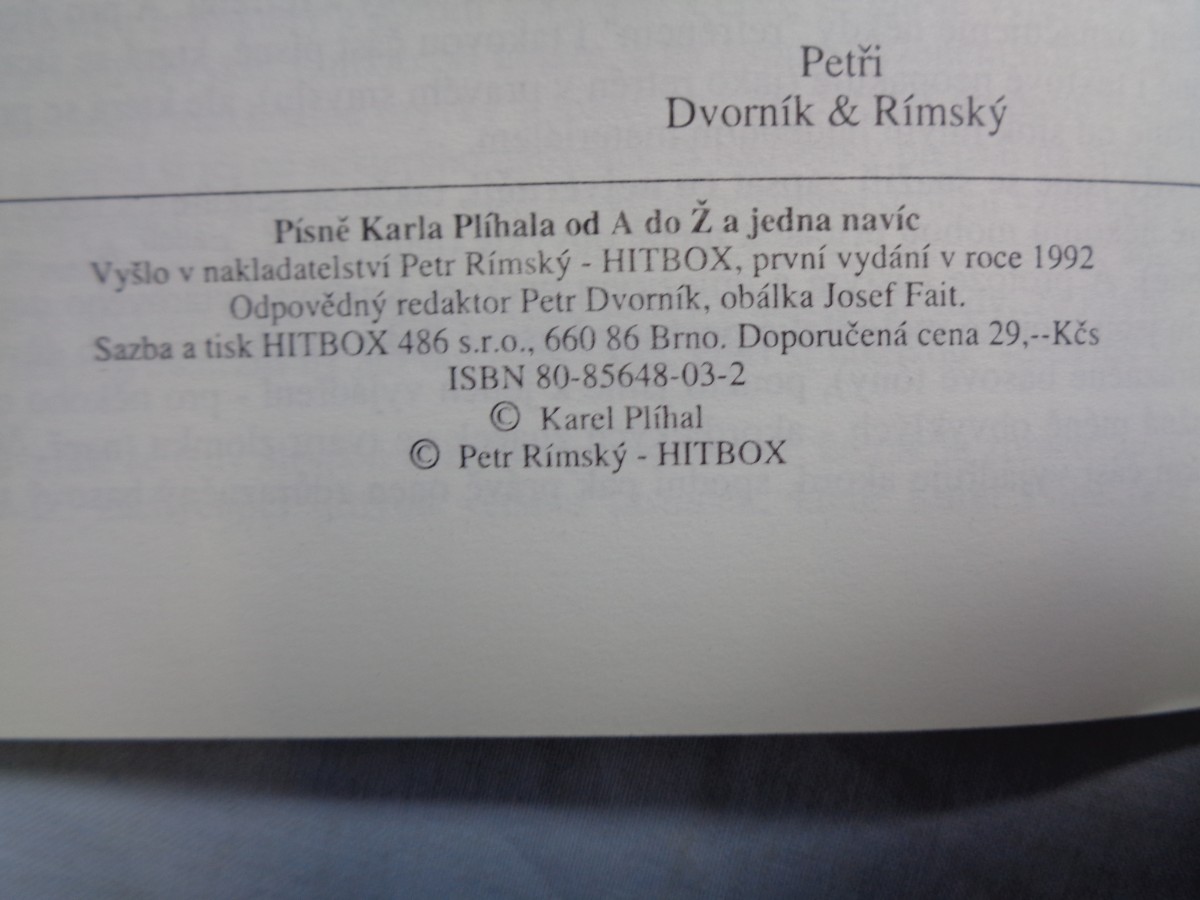 Petři
Dvorník & Rímský
Písně Karla Plíhala od A do Ž a jedna navíc
Vyšlo v nakladatelství Petr Rímský - HITBOX, první vydání v roce 1992
Odpovědný redaktor Petr Dvorník, obálka Josef Fait.
Sazba a tisk HITBOX 486 s.r.o., 660 86 Brno. Doporučená cena 29,--Kčs
ISBN 80-85648-03-2
© Karel Plíhal
© Petr Rímský - HITBOX